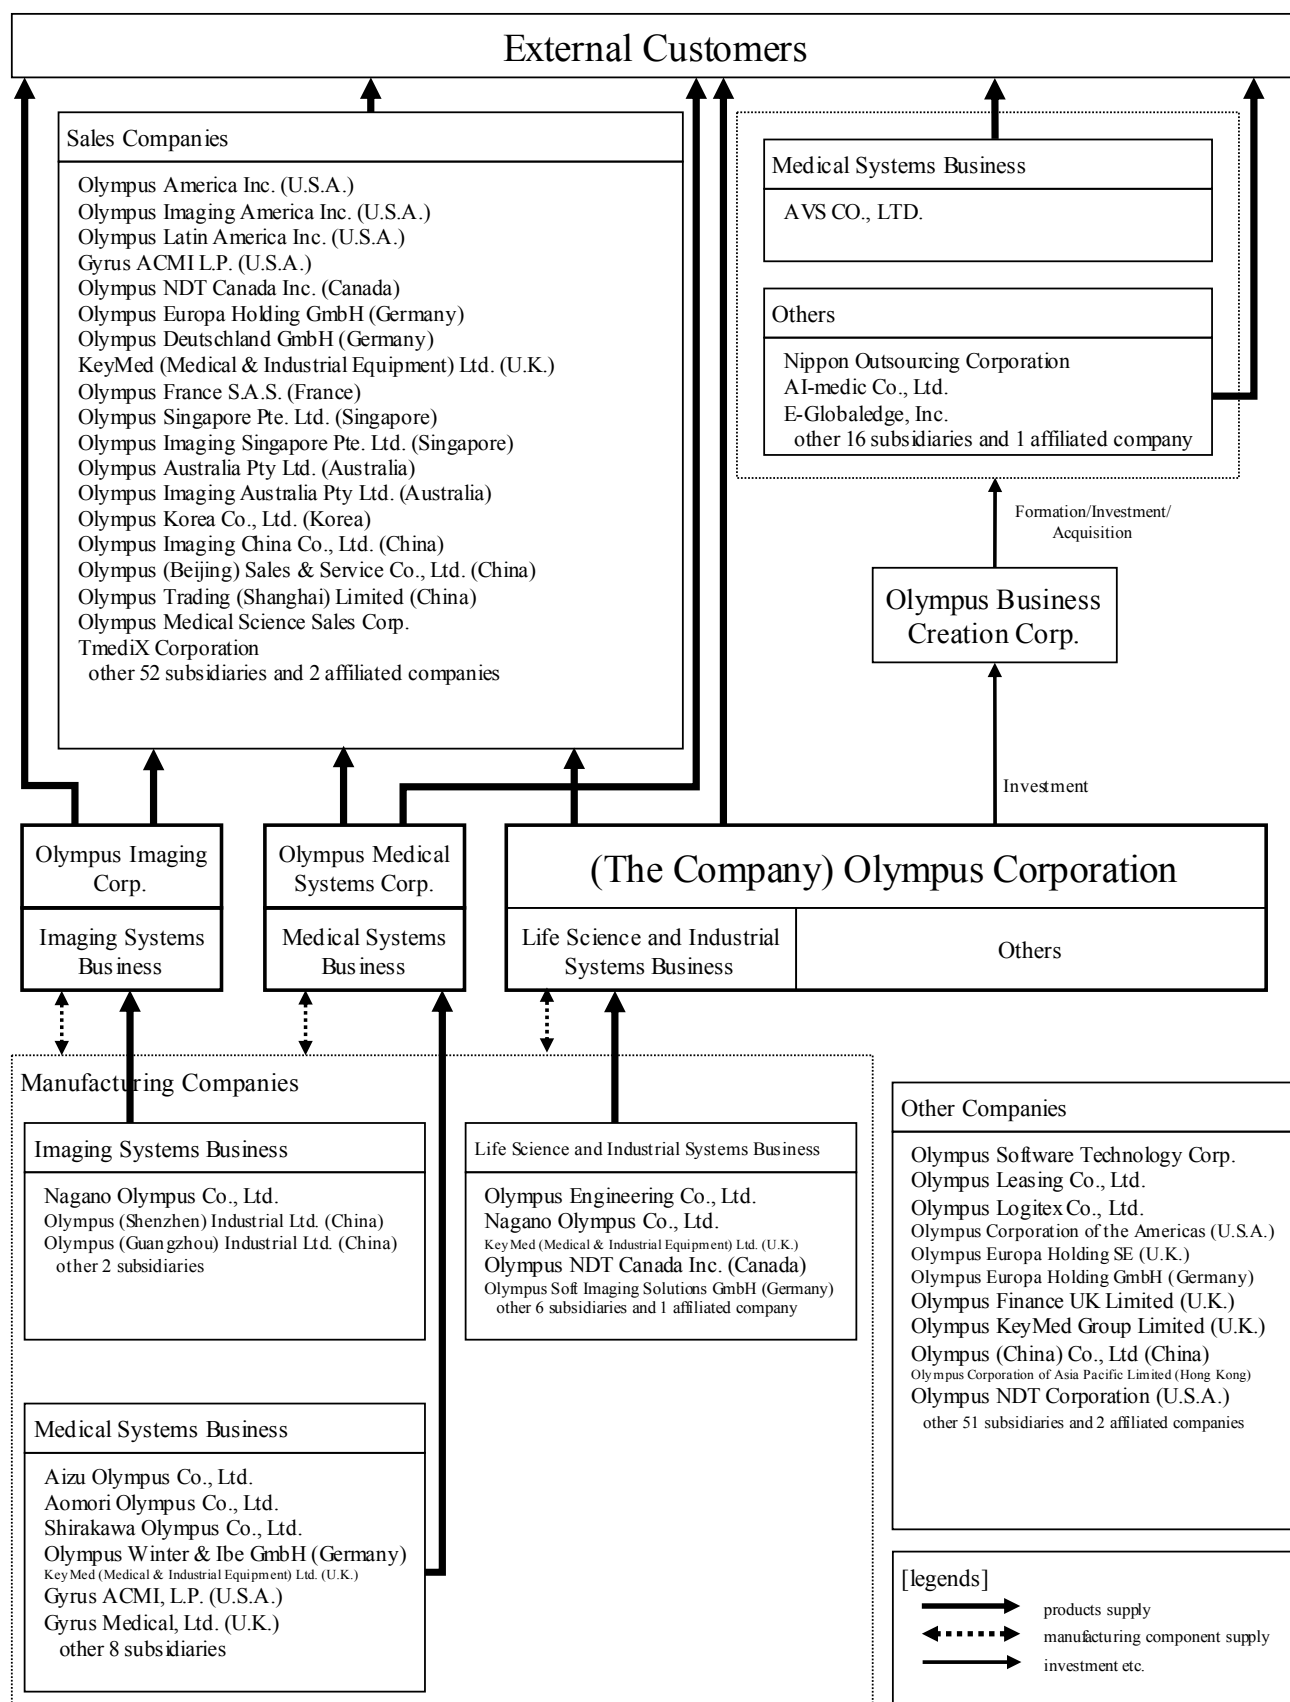 External Customers
Sales Companies
Olympus America Inc. (U.S.A.)
Olympus Imaging America Inc. (U.S.A.)
Olympus Latin America Inc. (U.S.A.)
Gyrus ACMI L.P. (U.S.A.)
Olympus NDT Canada Inc. (Canada)
Olympus Europa Holding GmbH (Germany)
Olympus Deutschland GmbH (Germany)
KeyMed (Medical & Industrial Equipment) Ltd. (U.K.)
Olympus France S.A.S. (France)
Olympus Singapore Pte. Ltd. (Singapore)
Olympus Imaging Singapore Pte. Ltd. (Singapore)
Olympus Australia Pty Ltd. (Australia)
Olympus Imaging Australia Pty Ltd. (Australia)
Olympus Korea Co., Ltd. (Korea)
Olympus Imaging China Co., Ltd. (China)
Olympus (Beijing) Sales & Service Co., Ltd. (China)
Olympus Trading (Shanghai) Limited (China)
Olympus Medical Science Sales Corp.
TmediX Corporation
other 52 subsidiaries and 2 affiliated companies
Medical Systems Business
AVS CO., LTD.
Others
Nippon Outsourcing Corporation
AI-medic Co., Ltd.
E-Globaledge, Inc.
other 16 subsidiaries and 1 affiliated company
Formation/Investment/
Acquisition
Olympus Business
Creation Corp.
Investment
Olympus Imaging
Corp.
Imaging Systems
Business
Olympus Medical
Systems Corp.
Medical Systems
Business
(The Company) Olympus Corporation
Life Science and Industrial
Systems Business
Others
Manufacturing Companies
Imaging Systems Business
Nagano Olympus Co., Ltd.
Olympus (Shenzhen) Industrial Ltd. (China)
Olympus (Guangzhou) Industrial Ltd. (China)
other 2 subsidiaries
Life Science and Industrial Systems Business
Olympus Engineering Co., Ltd.
Nagano Olympus Co., Ltd.
KeyMed (Medical & Industrial Equipment) Ltd. (U.K.)
Olympus NDT Canada Inc. (Canada)
Olympus Soft Imaging Solutions GmbH (Germany)
other 6 subsidiaries and 1 affiliated company
Medical Systems Business
Aizu Olympus Co., Ltd.
Aomori Olympus Co., Ltd.
Shirakawa Olympus Co., Ltd.
Olympus Winter & Ibe GmbH (Germany)
KeyMed (Medical & Industrial Equipment) Ltd. (U.K.)
Gyrus ACMI, L.P. (U.S.A.)
Gyrus Medical, Ltd. (U.K.)
other 8 subsidiaries
Other Companies
Olympus Software Technology Corp.
Olympus Leasing Co., Ltd.
Olympus Logitex Co., Ltd.
Olympus Corporation of the Americas (U.S.A.)
Olympus Europa Holding SE (U.K.)
Olympus Europa Holding GmbH (Germany)
Olympus Finance UK Limited (U.K.)
Olympus KeyMed Group Limited (U.K.)
Olympus (China) Co., Ltd (China)
Olympus Corporation of Asia Pacific Limited (Hong Kong)
Olympus NDT Corporation (U.S.A.)
other 51 subsidiaries and 2 affiliated companies
[legends]
products supply
manufacturing component supply
investment etc.